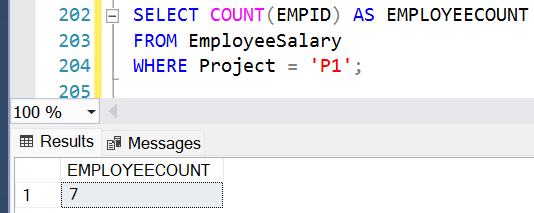 202 SELECT COUNT(EMPID) AS EMPLOYEECOUNT
203 FROM EmployeeSalary
204 WHERE Project = 'P1';
205
100 %
Results Messages
EMPLOYEECOUNT
1 7